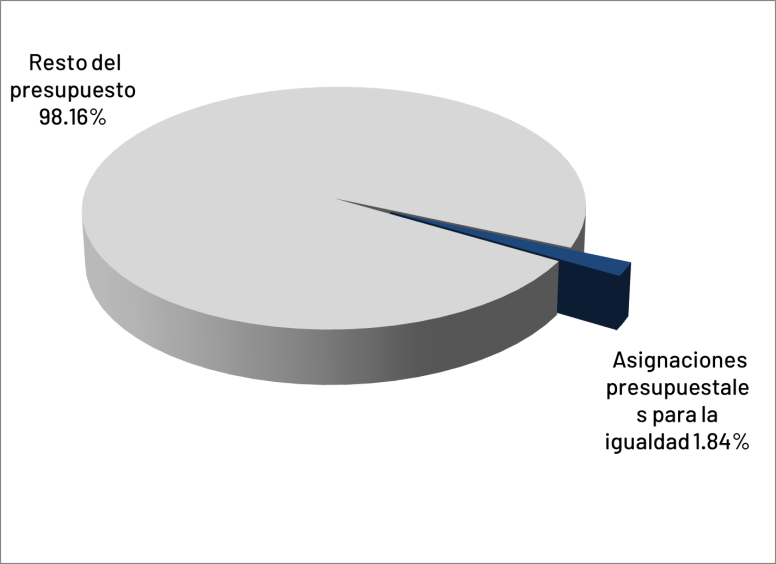 Resto del
presupuesto
98.16%
Asignaciones
presupuestale
s para la
igualdad 1.84%